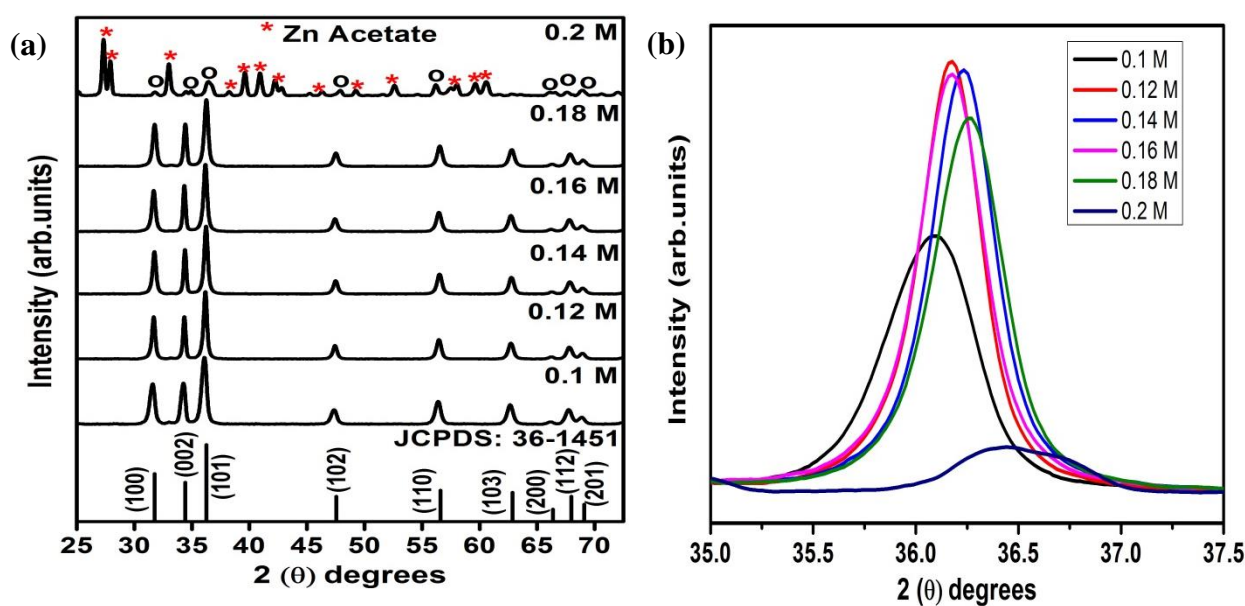 (a)
* Zn Acetate
0.2 M
0.18 M
0.16 M
0.14 M
0.12 M
0.1 M
JCPDS: 36-1451
(100)
(002)
(101)
(102)
(110)
(103)
(200)
(112)
(201)
Intensity (arb.units)
25 30 35 40 45 50 55 60 65 70
2 (θ) degrees
(b)
0.1 M
0.12 M
0.14 M
0.16 M
0.18 M
0.2 M
Intensity (arb.units)
35.0 35.5 36.0 36.5 37.0 37.5
2 (θ) degrees